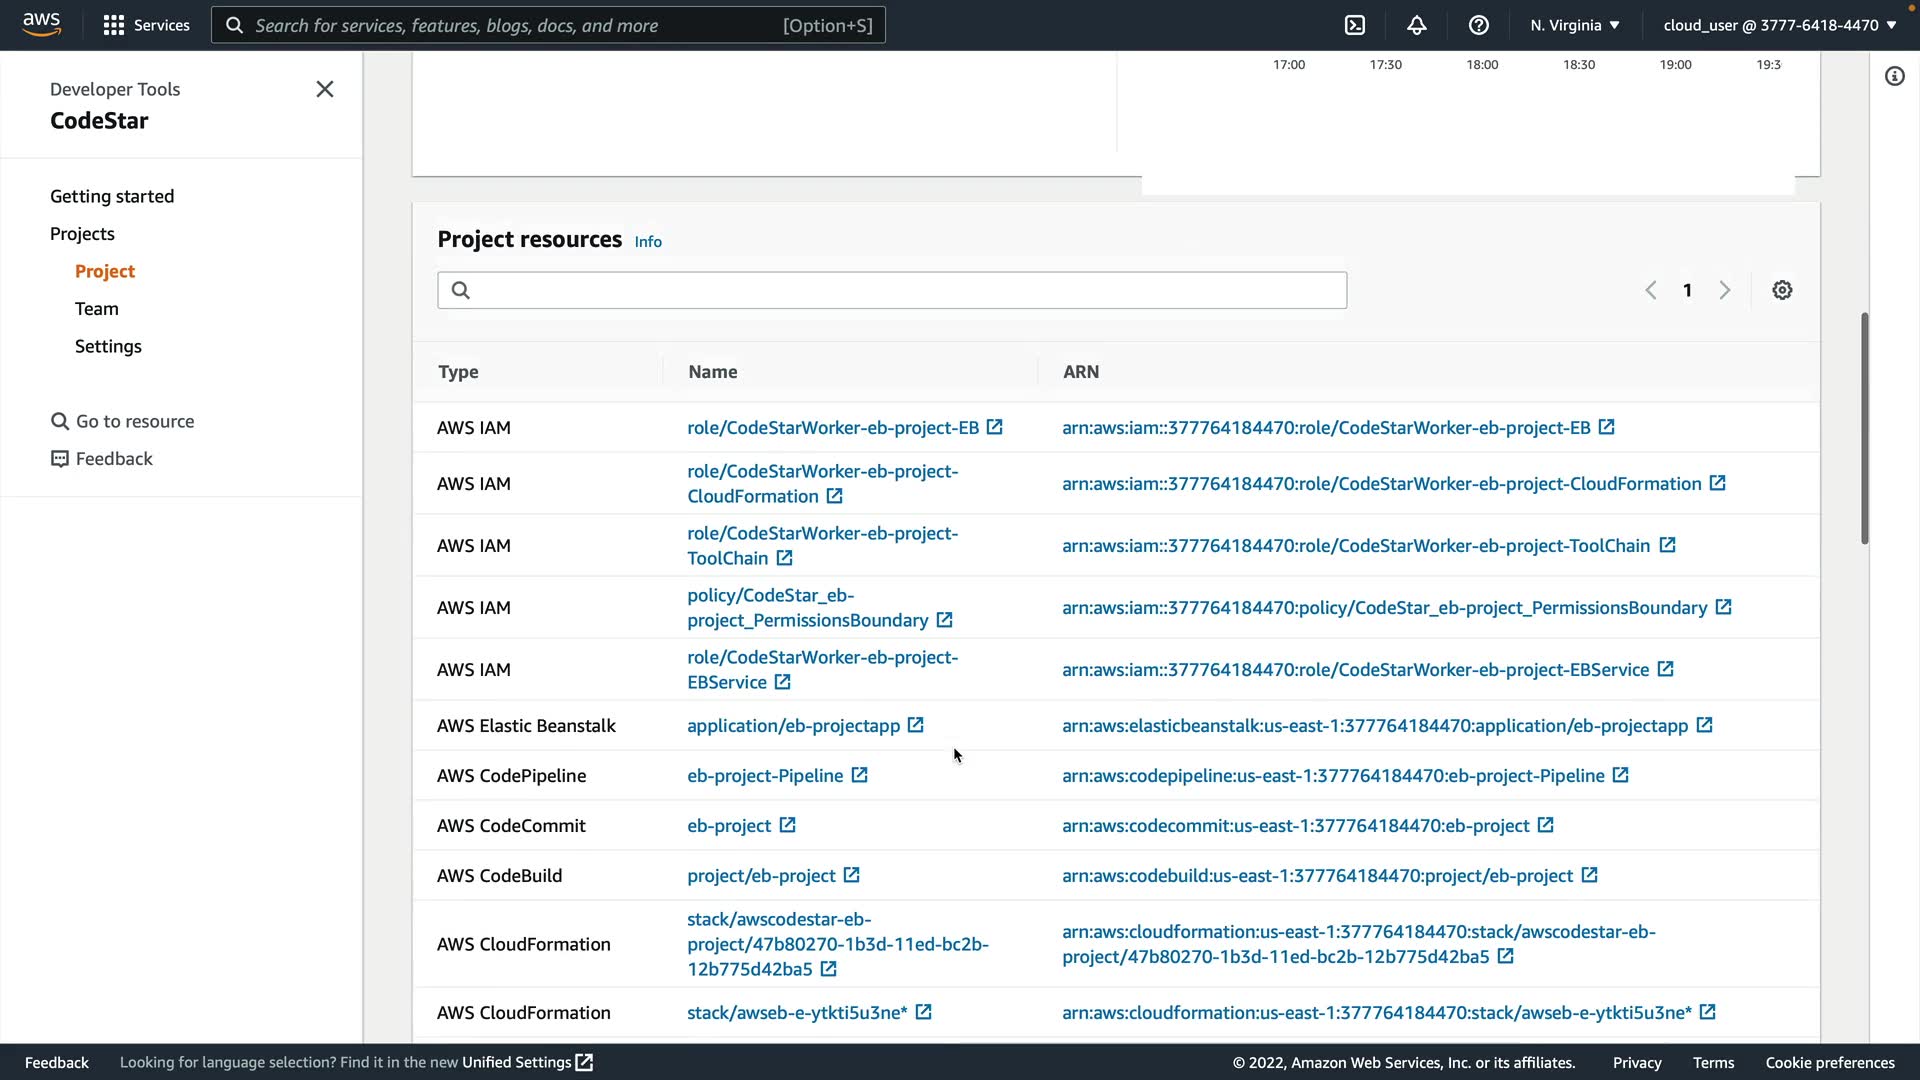 aws
Services
Search for services, features, blogs, docs, and more
[Option+S]
N. Virginia ▼
cloud_user @ 3777-6418-4470 ▼
Developer Tools
CodeStar
Getting started
Projects
Project
Team
Settings
Go to resource
Feedback
17:00 17:30 18:00 18:30 19:00 19:3
Project resources Info
1
Type Name ARN
AWS IAM role/CodeStarWorker-eb-project-EB arn:aws:iam::377764184470:role/CodeStarWorker-eb-project-EB
role/CodeStarWorker-eb-project-
AWS IAM arn:aws:iam::377764184470:role/CodeStarWorker-eb-project-CloudFormation
CloudFormation
role/CodeStarWorker-eb-project-
AWS IAM arn:aws:iam::377764184470:role/CodeStarWorker-eb-project-ToolChain
ToolChain
policy/CodeStar_eb-
AWS IAM arn:aws:iam::377764184470:policy/CodeStar_eb-project_PermissionsBoundary
project_PermissionsBoundary
role/CodeStarWorker-eb-project-
AWS IAM arn:aws:iam::377764184470:role/CodeStarWorker-eb-project-EBService
EBService
AWS Elastic Beanstalk application/eb-projectapp arn:aws:elasticbeanstalk:us-east-1:377764184470:application/eb-projectapp
AWS CodePipeline eb-project-Pipeline arn:aws:codepipeline:us-east-1:377764184470:eb-project-Pipeline
AWS CodeCommit eb-project arn:aws:codecommit:us-east-1:377764184470:eb-project
AWS CodeBuild project/eb-project arn:aws:codebuild:us-east-1:377764184470:project/eb-project
stack/awscodestar-eb-
arn:aws:cloudformation:us-east-1:377764184470:stack/awscodestar-eb-
AWS CloudFormation project/47b80270-1b3d-11ed-bc2b-
project/47b80270-1b3d-11ed-bc2b-12b775d42ba5
12b775d42ba5
AWS CloudFormation stack/awseb-e-ytkti5u3ne* arn:aws:cloudformation:us-east-1:377764184470:stack/awseb-e-ytkti5u3ne*
Feedback Looking for language selection? Find it in the new Unified Settings © 2022, Amazon Web Services, Inc. or its affiliates. Privacy Terms Cookie preferences